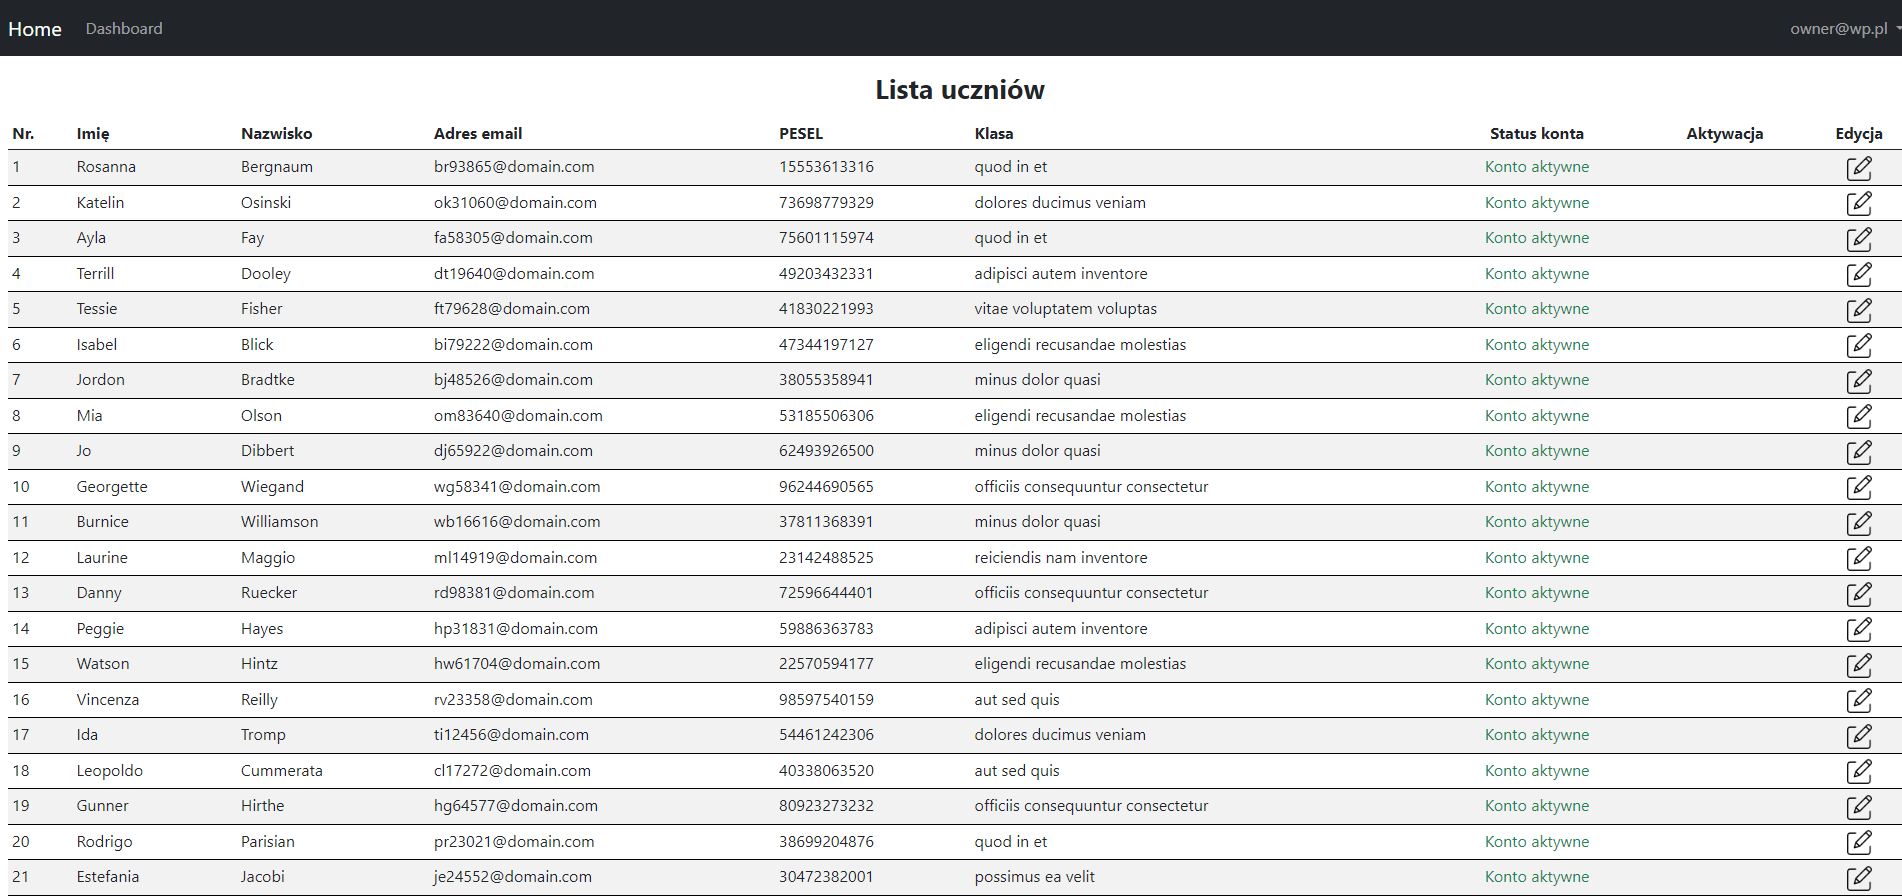 Home Dashboard owner@wp.pl
Lista uczniów
Nr. Imię Nazwisko Adres email PESEL Klasa Status konta Aktywacja Edycja
1 Rosanna Bergnaum br93865@domain.com 15553613316 quod in et Konto aktywne
2 Katelin Osinski ok31060@domain.com 73698779329 dolores ducimus veniam Konto aktywne
3 Ayla Fay fa58305@domain.com 75601115974 quod in et Konto aktywne
4 Terrill Dooley dt19640@domain.com 49203432331 adipisci autem inventore Konto aktywne
5 Tessie Fisher ft79628@domain.com 41830221993 vitae voluptatem voluptas Konto aktywne
6 Isabel Blick bi79222@domain.com 47344197127 eligendi recusandae molestias Konto aktywne
7 Jordon Bradtke bj48526@domain.com 38055358941 minus dolor quasi Konto aktywne
8 Mia Olson om83640@domain.com 53185506306 eligendi recusandae molestias Konto aktywne
9 Jo Dibbert dj65922@domain.com 62493926500 minus dolor quasi Konto aktywne
10 Georgette Wiegand wg58341@domain.com 96244690565 officiis consequuntur consectetur Konto aktywne
11 Burnice Williamson wb16616@domain.com 37811368391 minus dolor quasi Konto aktywne
12 Laurine Maggio ml14919@domain.com 23142488525 reiciendis nam inventore Konto aktywne
13 Danny Ruecker rd98381@domain.com 72596644401 officiis consequuntur consectetur Konto aktywne
14 Peggie Hayes hp31831@domain.com 59886363783 adipisci autem inventore Konto aktywne
15 Watson Hintz hw61704@domain.com 22570594177 eligendi recusandae molestias Konto aktywne
16 Vincenza Reilly rv23358@domain.com 98597540159 aut sed quis Konto aktywne
17 Ida Tromp ti12456@domain.com 54461242306 dolores ducimus veniam Konto aktywne
18 Leopoldo Cummerata cl17272@domain.com 40338063520 aut sed quis Konto aktywne
19 Gunner Hirthe hg64577@domain.com 80923273232 officiis consequuntur consectetur Konto aktywne
20 Rodrigo Parisian pr23021@domain.com 38699204876 quod in et Konto aktywne
21 Estefania Jacobi je24552@domain.com 30472382001 possimus ea velit Konto aktywne